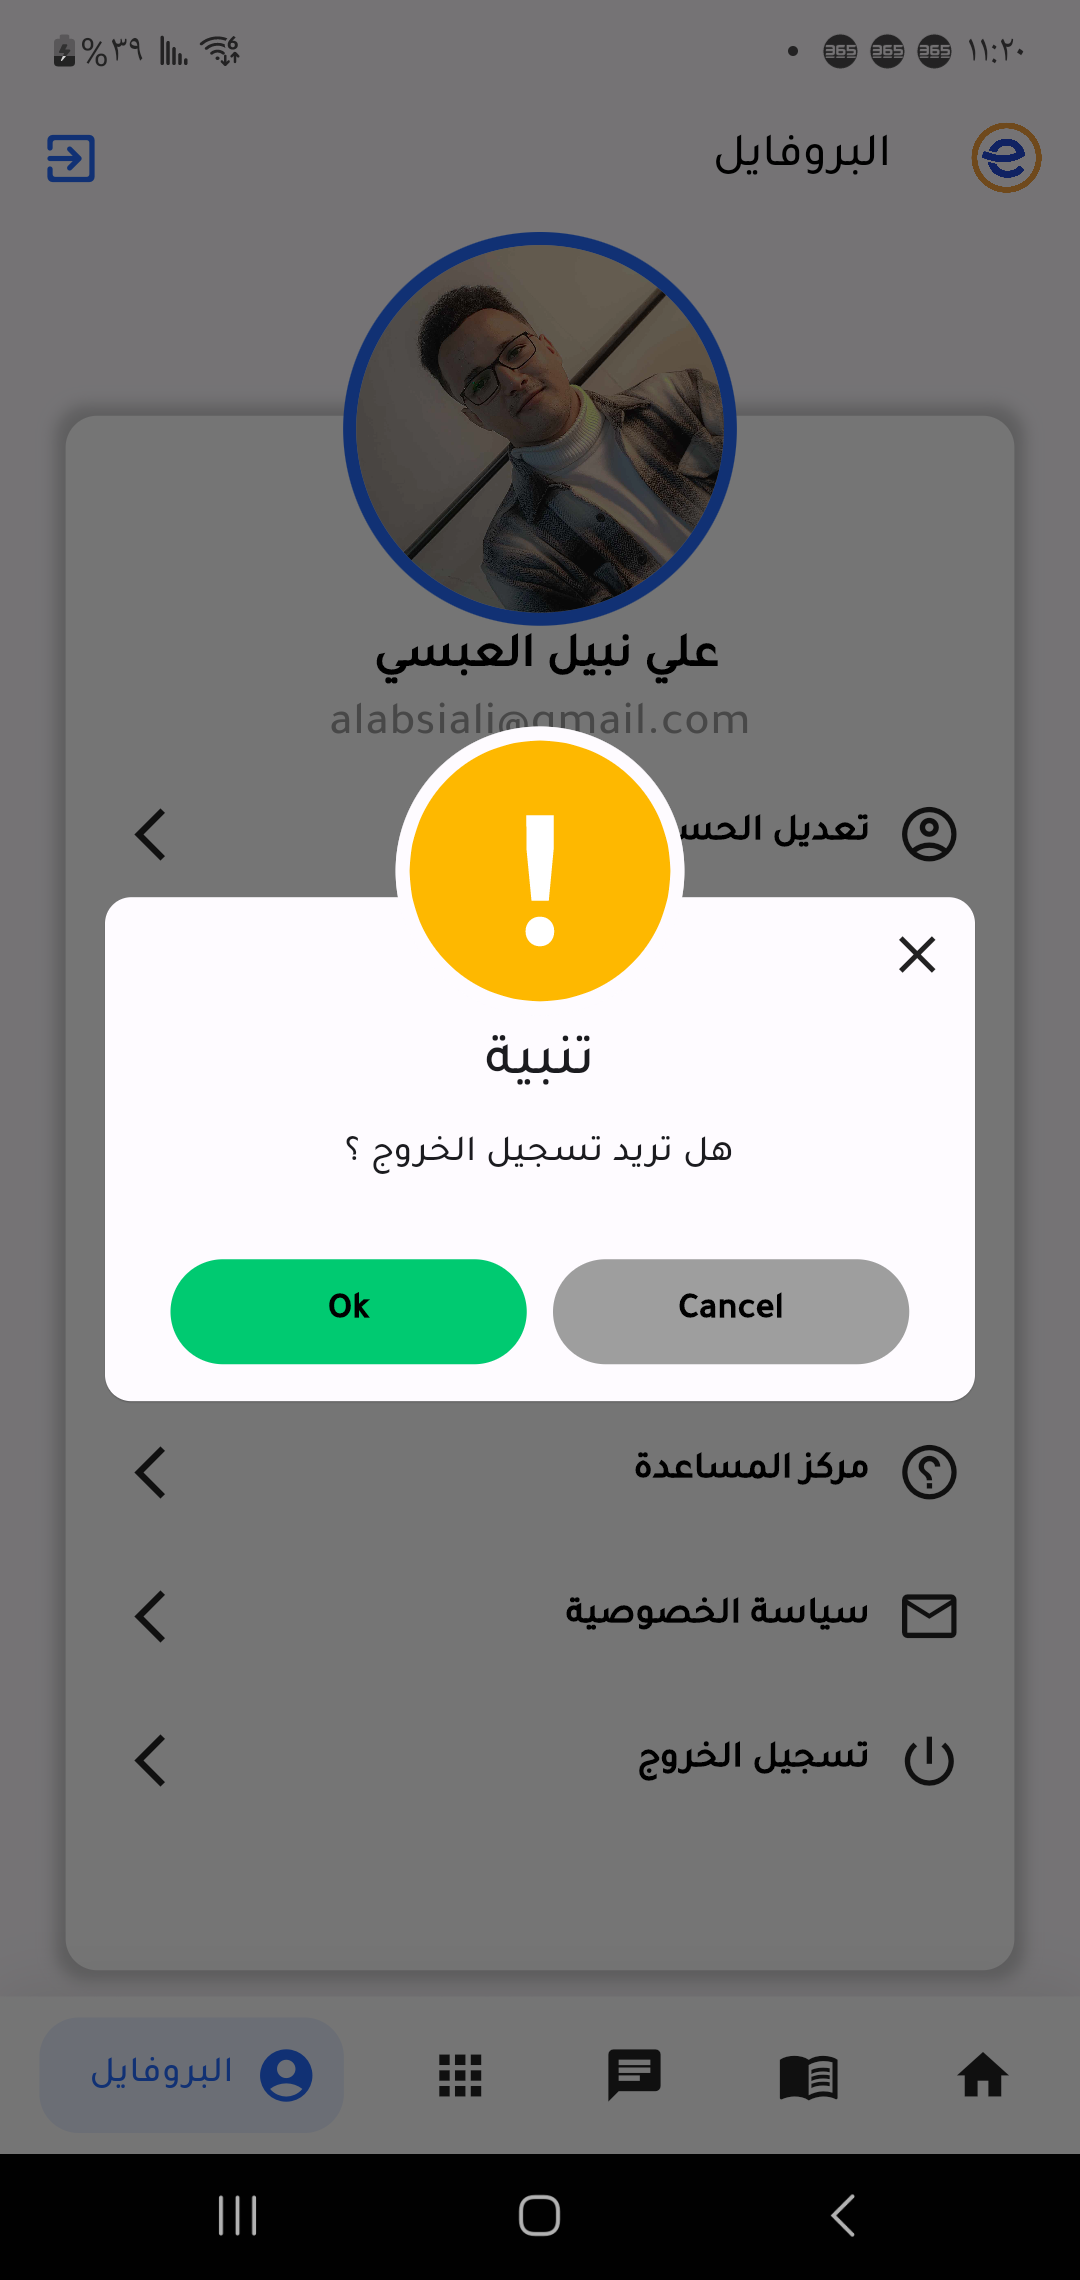 ١١:٢٠ 365 365 365 %٣٩
البروفايل
علي نبيل العبسي
alabsiali@gmail.com
تعديل الحس
تنبية
هل تريد تسجيل الخروج ؟
Ok
Cancel
مركز المساعدة
سياسة الخصوصية
تسجيل الخروج
البروفايل